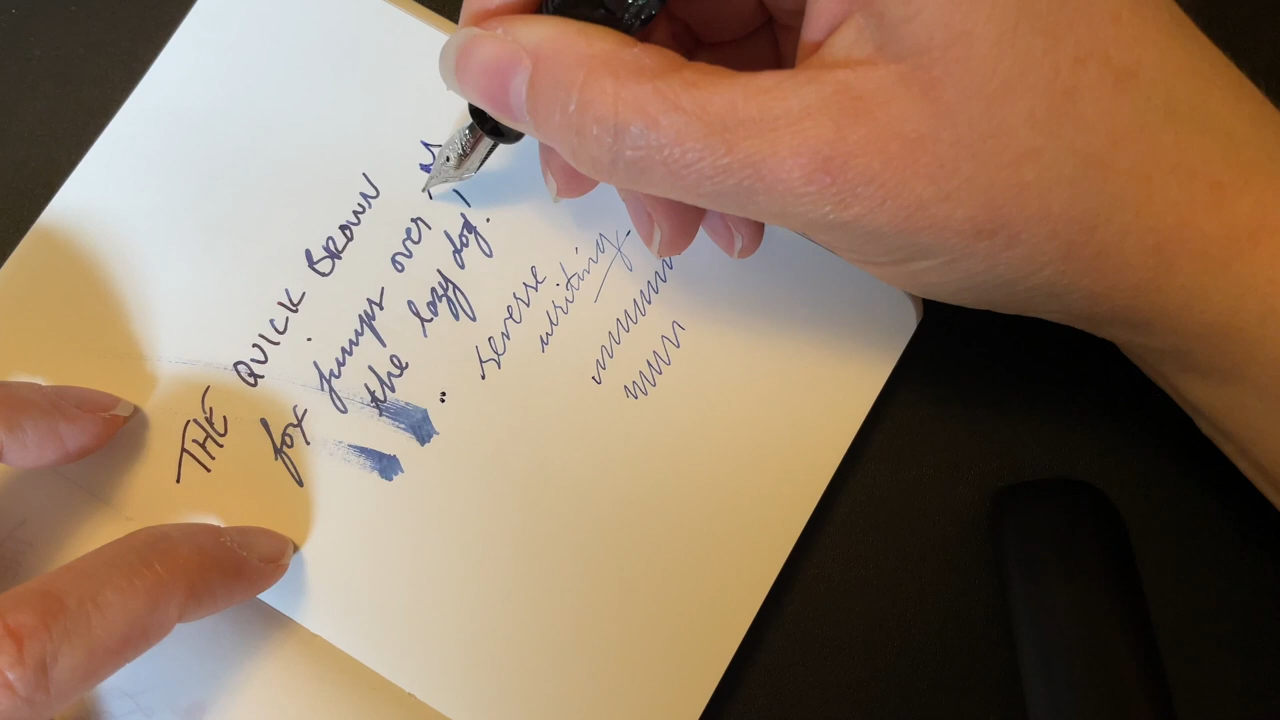 THE QUICK BROWN
fox jumps over
the lazy dog!
reverse
writing